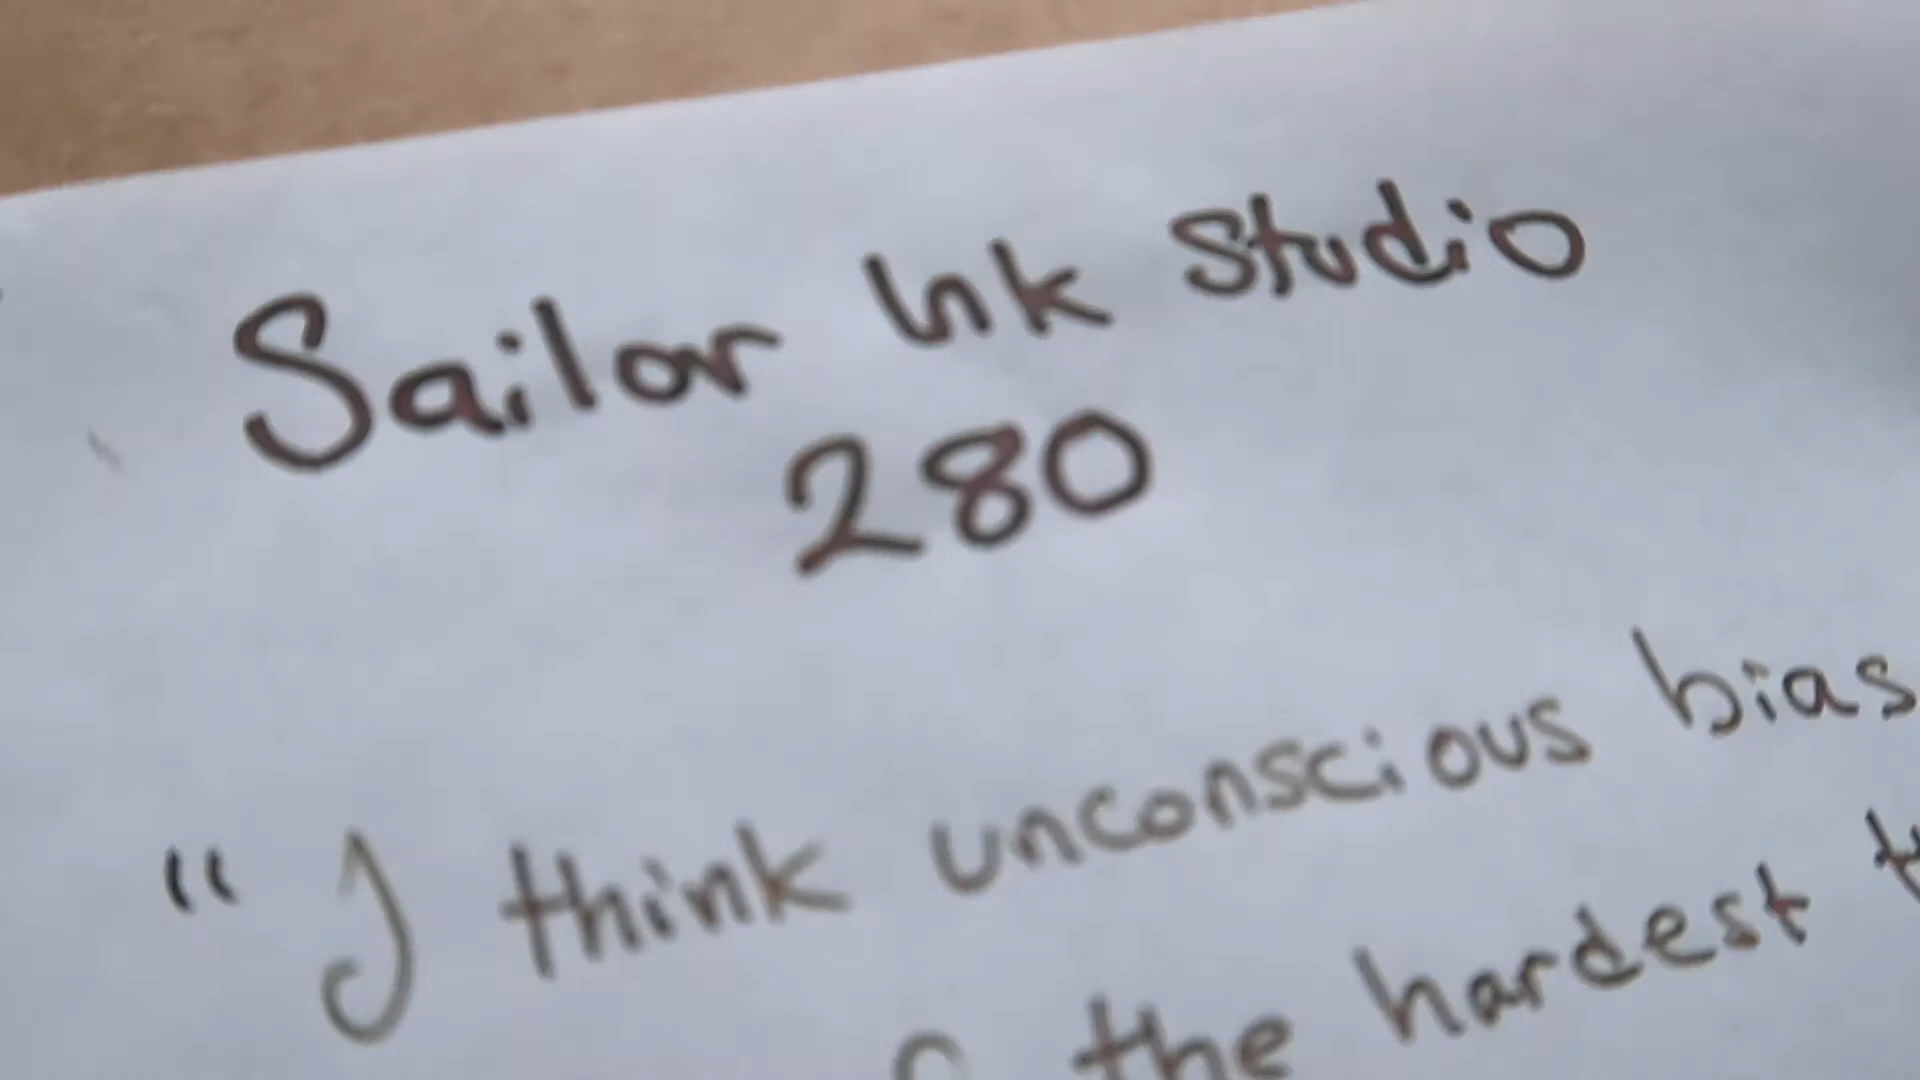 Sailor Ink Studio
280
"I think unconscious bias
the hardest